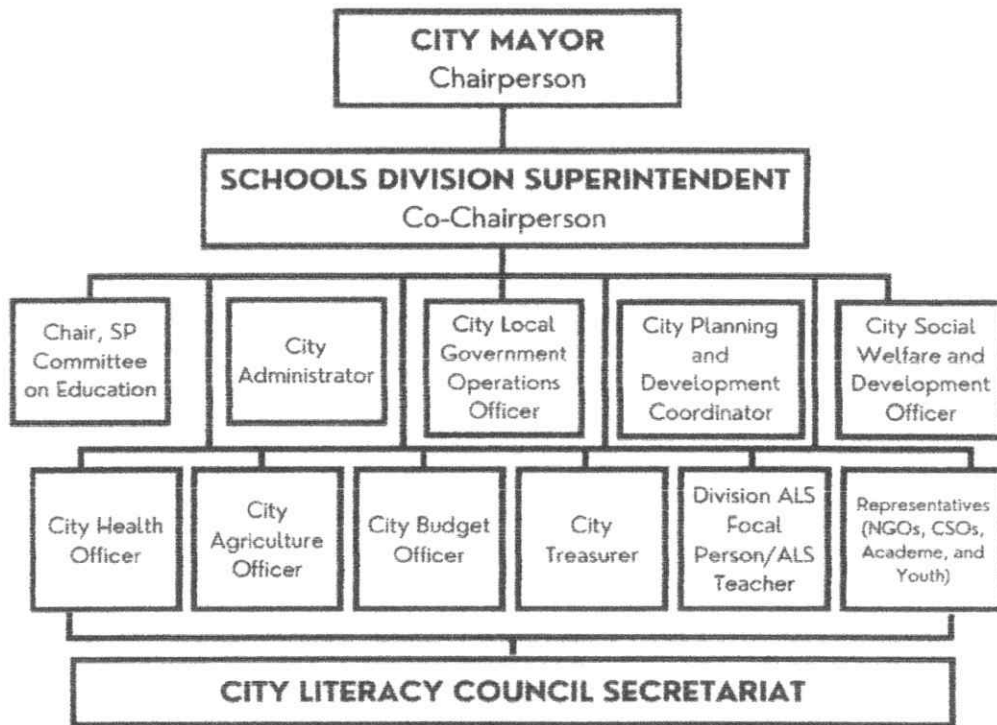 CITY MAYOR
Chairperson
SCHOOLS DIVISION SUPERINTENDENT
Co-Chairperson
Chair, SP
Committee
on Education
City
Administrator
City Local
Government
Operations
Officer
City Planning
and
Development
Coordinator
City Social
Welfare and
Development
Officer
City Health
Officer
City
Agriculture
Officer
City Budget
Officer
City
Treasurer
Division ALS
Focal
Person/ALS
Teacher
Representatives
(NGOs, CSOs,
Academe, and
Youth)
CITY LITERACY COUNCIL SECRETARIAT